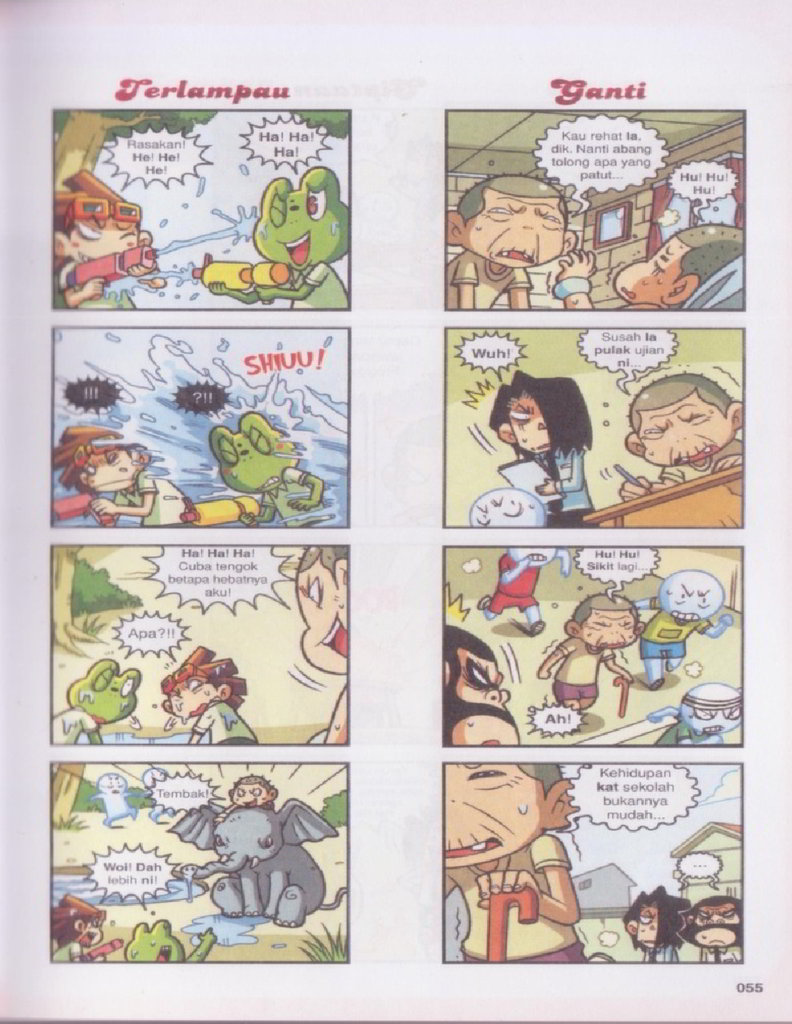 Terlampau
Rasakan!
He! He!
He!
Ha! Ha!
Ha!
!!!
?!!
SHIUU!
Ha! Ha! Ha!
Cuba tengok
betapa hebatnya
aku!
Apa?!!
Tembak!
Woi! Dah
lebih ni!
Ganti
Kau rehat la,
dik. Nanti abang
tolong apa yang
patut...
Hu! Hu!
Hu!
Wuh!
Susah la
pulak ujian
ni...
Hu! Hu!
Sikit lagi...
Ah!
Kehidupan
kat sekolah
bukannya
mudah...
...
055